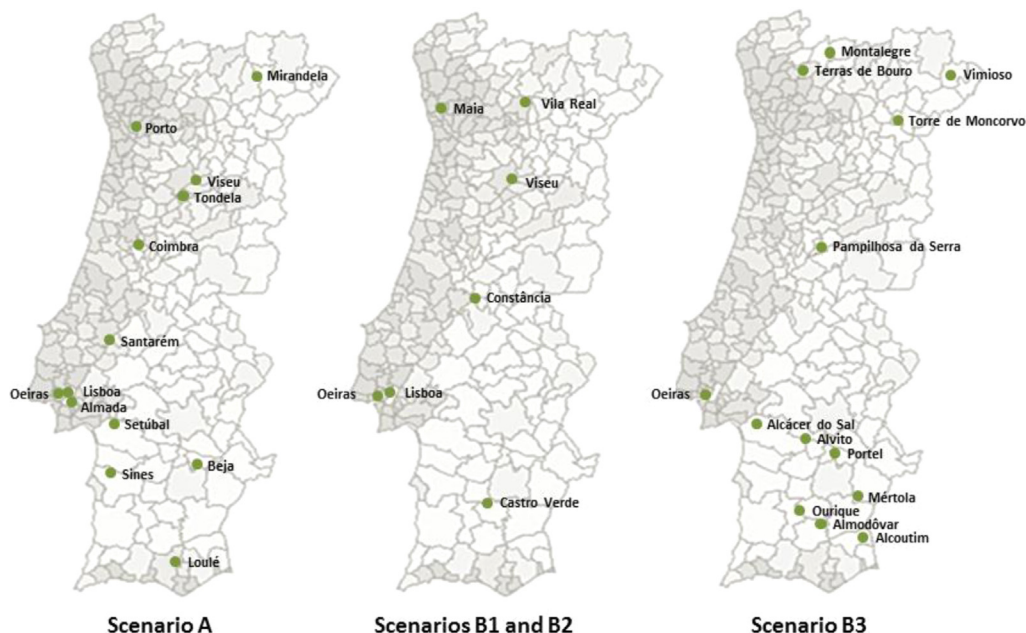 Mirandela
Porto
Viseu
Tondela
Coimbra
Santarém
Oeiras
Lisboa
Almada
Setúbal
Beja
Sines
Loulé
Scenario A
Maia
Vila Real
Viseu
Constância
Oeiras
Lisboa
Castro Verde
Scenarios B1 and B2
Montalegre
Terras de Bouro
Vimioso
Torre de Moncorvo
Pampilhosa da Serra
Oeiras
Alcácer do Sal
Alvito
Portel
Mértola
Ourique
Almodôvar
Alcoutim
Scenario B3